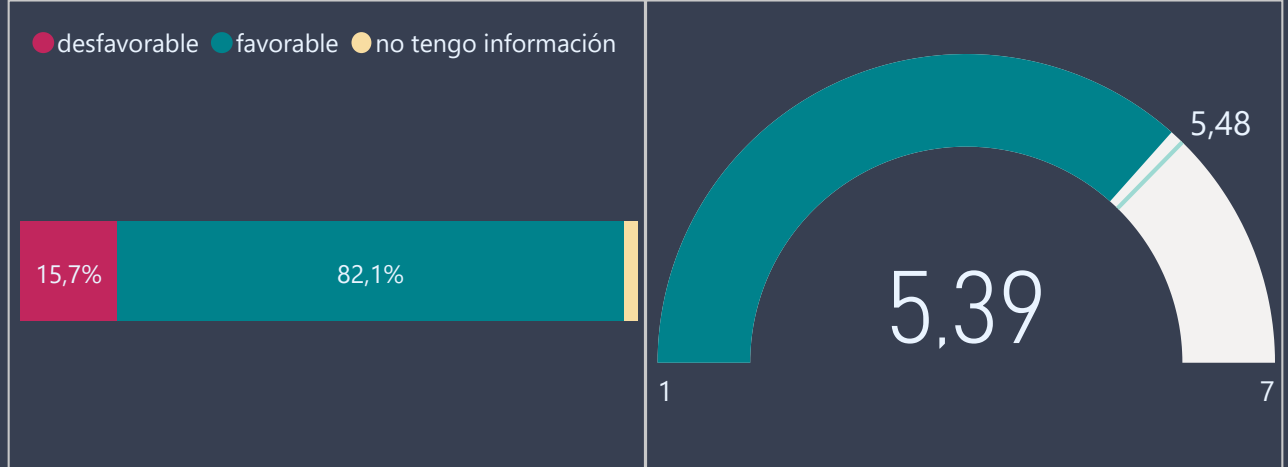 desfavorable favorable no tengo información
15,7% 82,1%
5,48
5,39
1 7